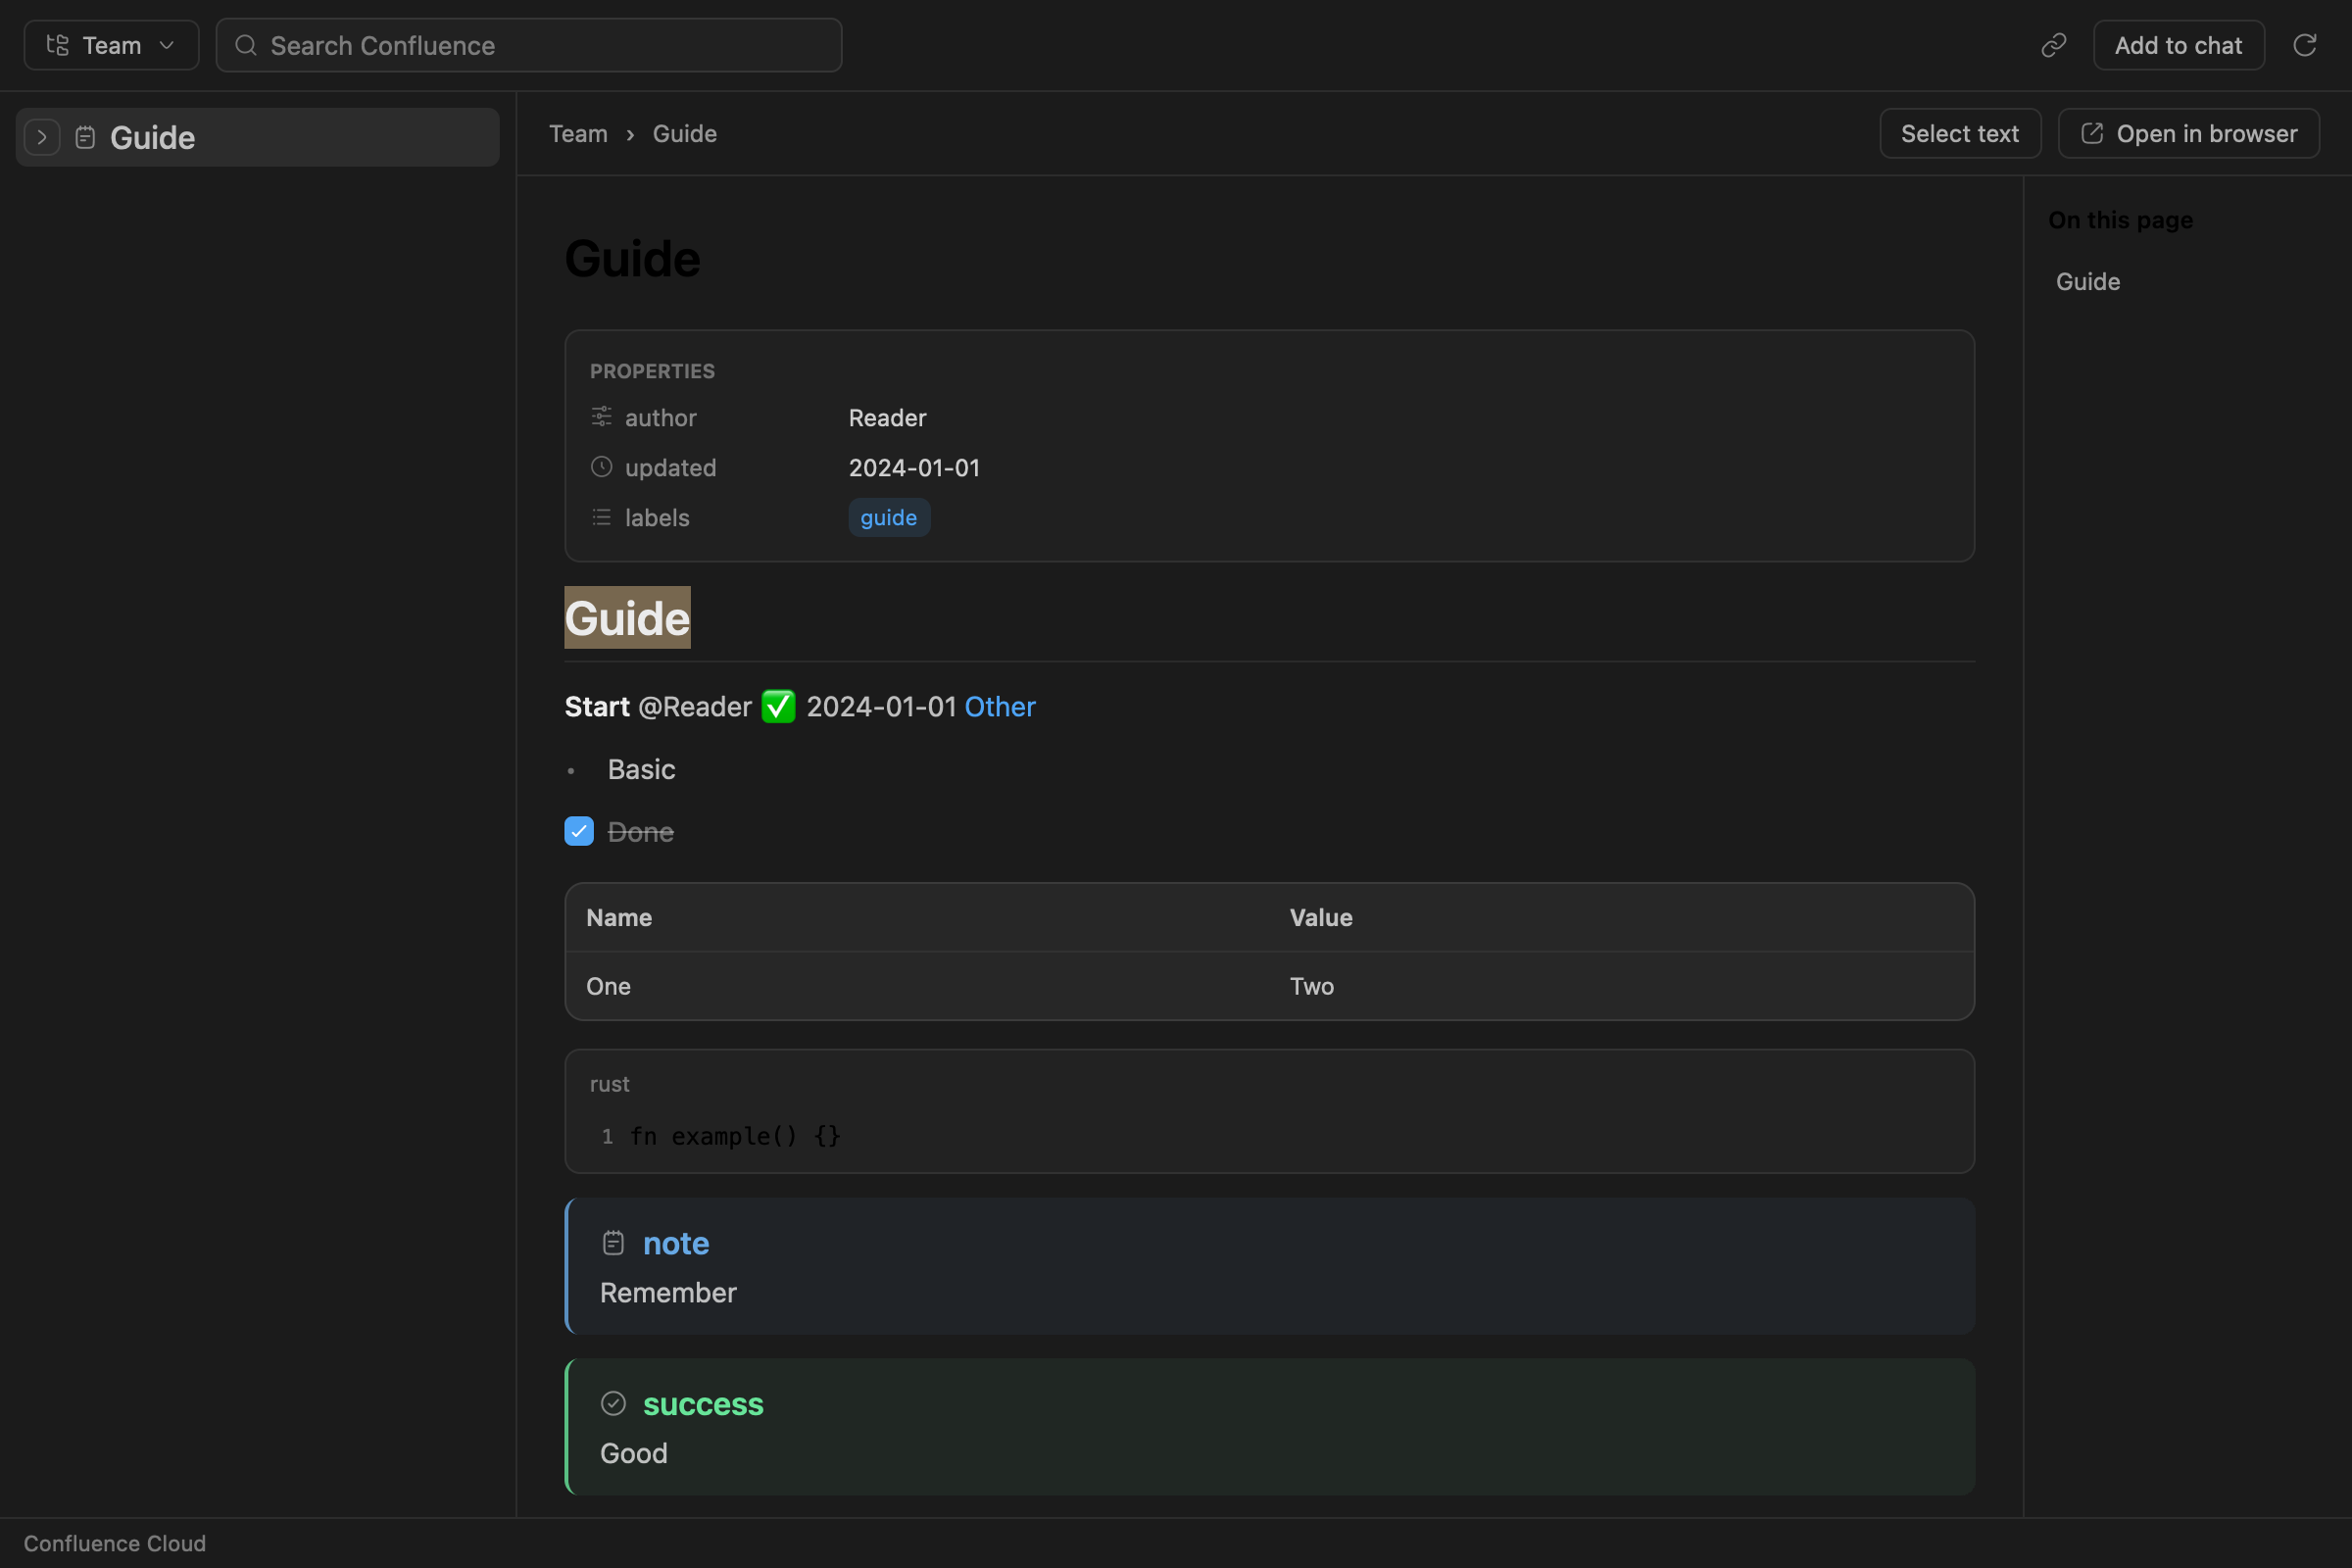 Team
Search Confluence
Add to chat
Guide
Team › Guide
Select text
Open in browser
On this page
Guide
Guide
PROPERTIES
author Reader
updated 2024-01-01
labels guide
Guide
Start @Reader ✅ 2024-01-01 Other
• Basic
Done
Name Value
One Two
rust
1 fn example() {}
note
Remember
success
Good
Confluence Cloud